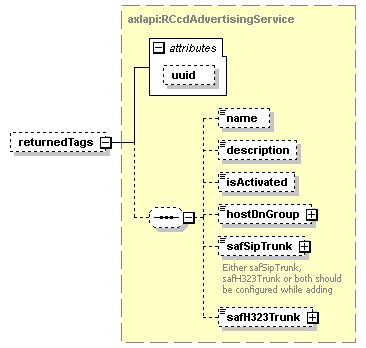 axlapi:RCcdAdvertisingService
attributes
uuid
returnedTags
name
description
isActivated
hostDnGroup
safSipTrunk
Either safSipTrunk,
safH323Trunk or both should
be configured while adding
safH323Trunk